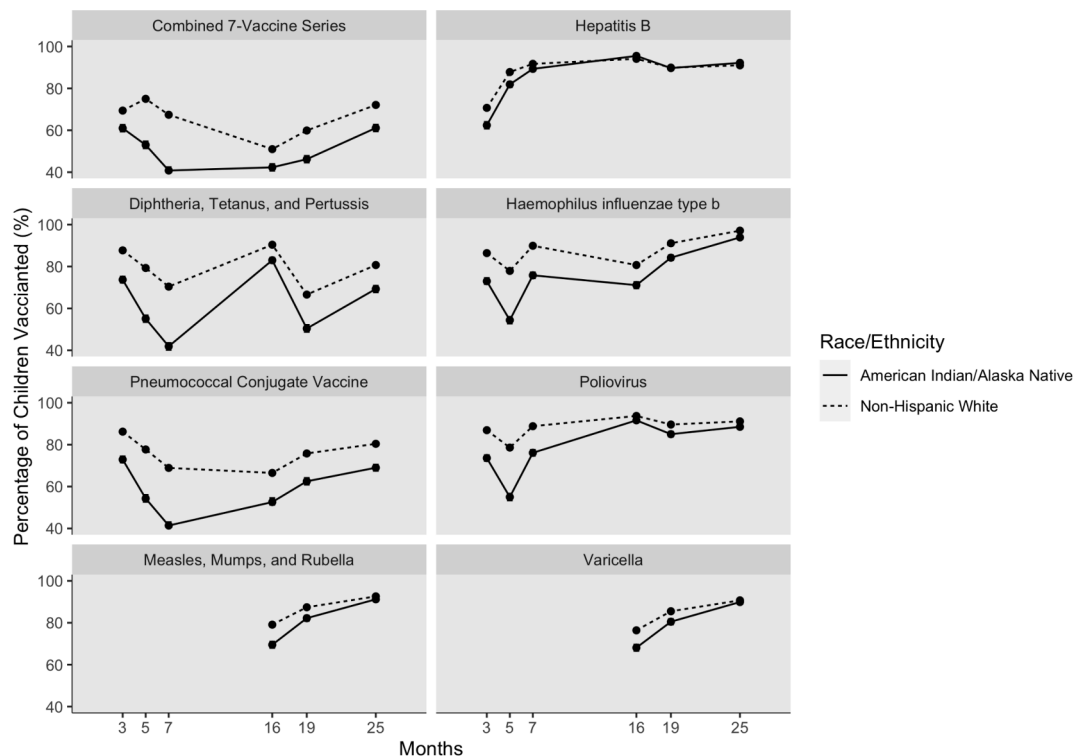 Combined 7-Vaccine Series
Hepatitis B
100
80
60
40
Diphtheria, Tetanus, and Pertussis
Haemophilus influenzae type b
100
80
60
40
Pneumococcal Conjugate Vaccine
Poliovirus
100
80
60
40
Measles, Mumps, and Rubella
Varicella
100
80
60
40
3 5 7 16 19 25
3 5 7 16 19 25
Months
Percentage of Children Vaccianted (%)
Race/Ethnicity
American Indian/Alaska Native
Non-Hispanic White